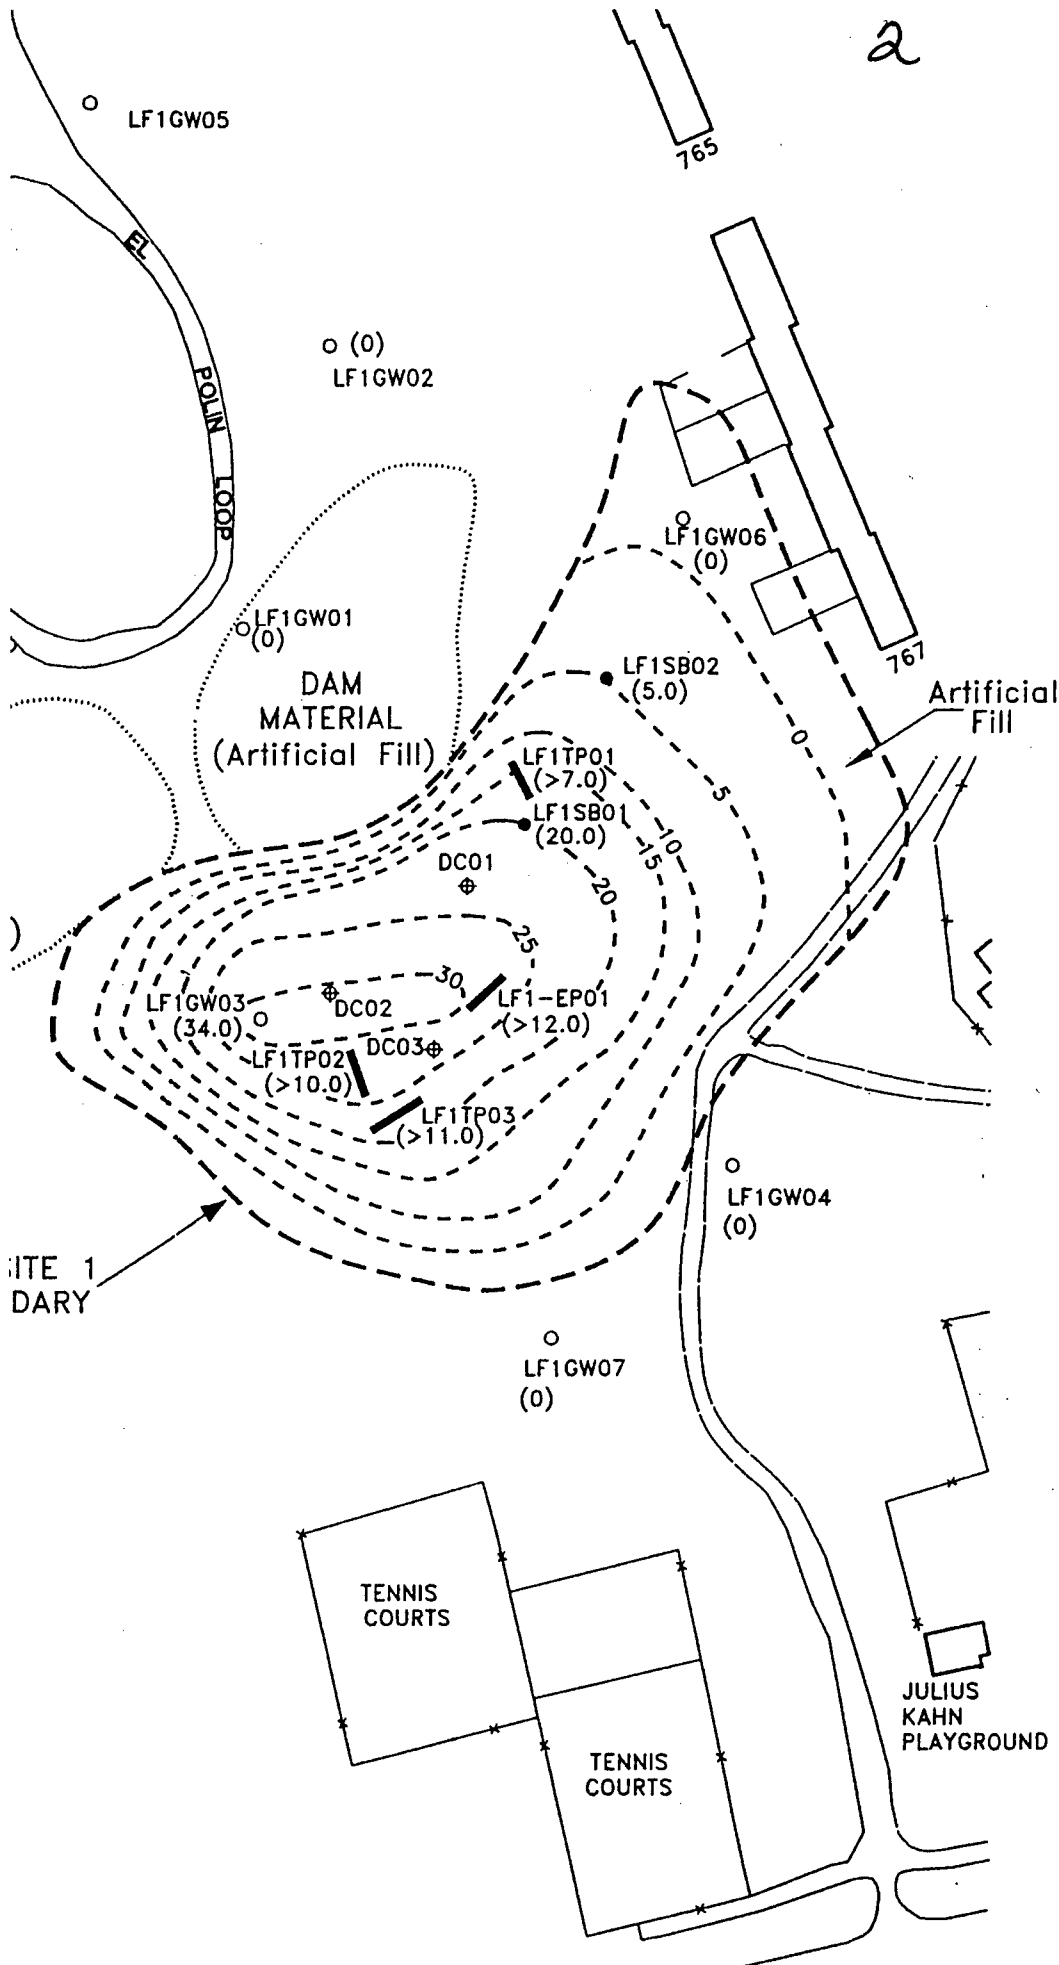 2
LF1GW05
765
EL
POLIN
LOOP
(0)
LF1GW02
LF1GW06
(0)
LF1GW01
(0)
767
LF1SB02
(5.0)
DAM
MATERIAL
(Artificial Fill)
Artificial
Fill
0
LF1TP01
(>7.0)
5
LF1SB01
(20.0)
10
15
DC01
20
)
25
30
LF1GW03
(34.0)
DC02
LF1-EP01
(>12.0)
DC03
LF1TP02
(>10.0)
LF1TP03
(>11.0)
LF1GW04
(0)
ITE 1
DARY
LF1GW07
(0)
TENNIS
COURTS
JULIUS
KAHN
PLAYGROUND
TENNIS
COURTS